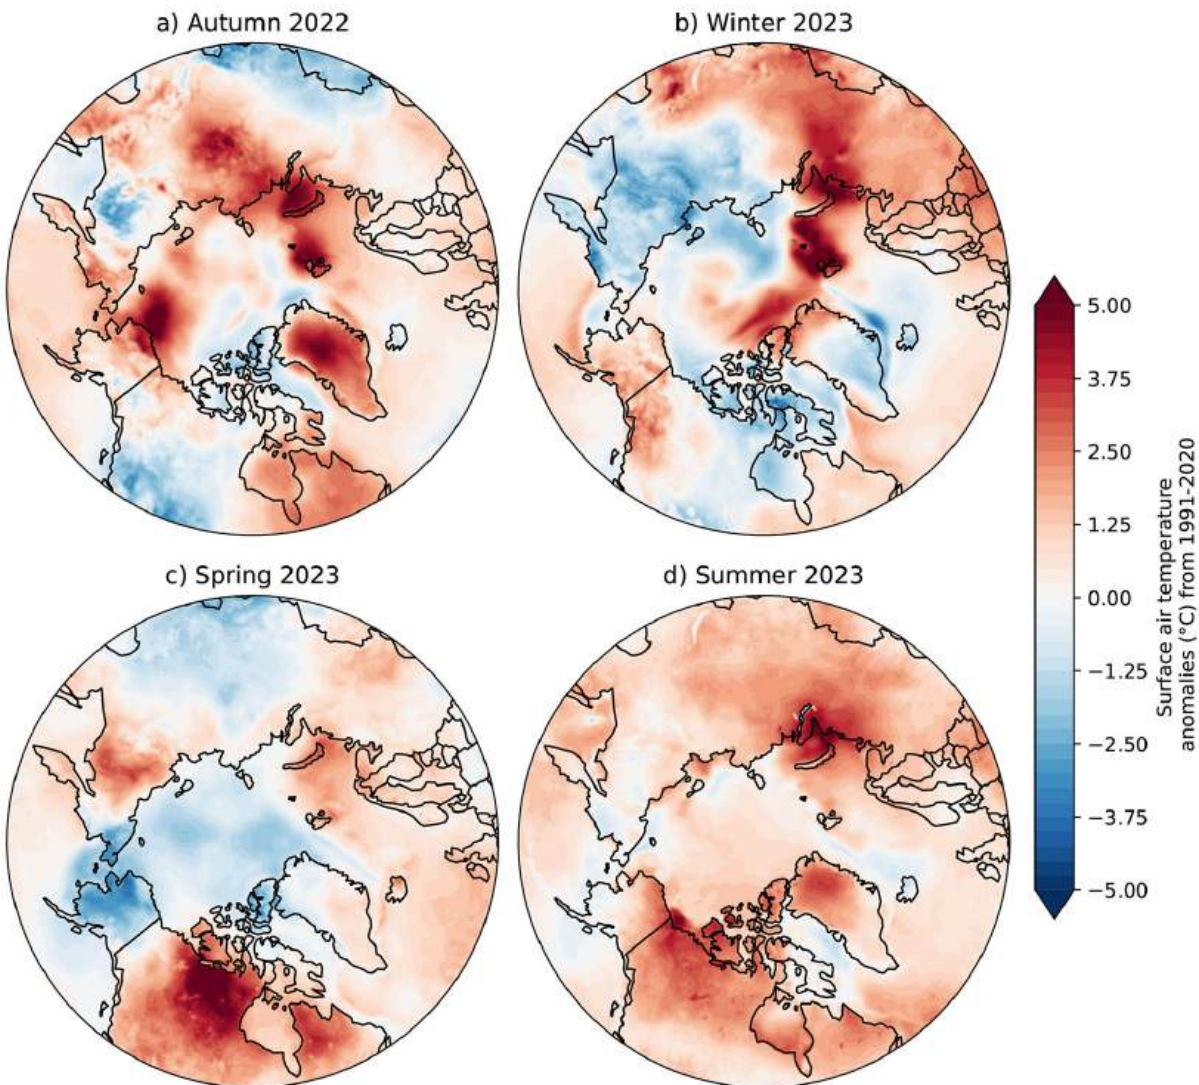 a) Autumn 2022
b) Winter 2023
c) Spring 2023
d) Summer 2023
5.00
3.75
2.50
1.25
0.00
−1.25
−2.50
−3.75
−5.00
Surface air temperature
anomalies (°C) from 1991-2020